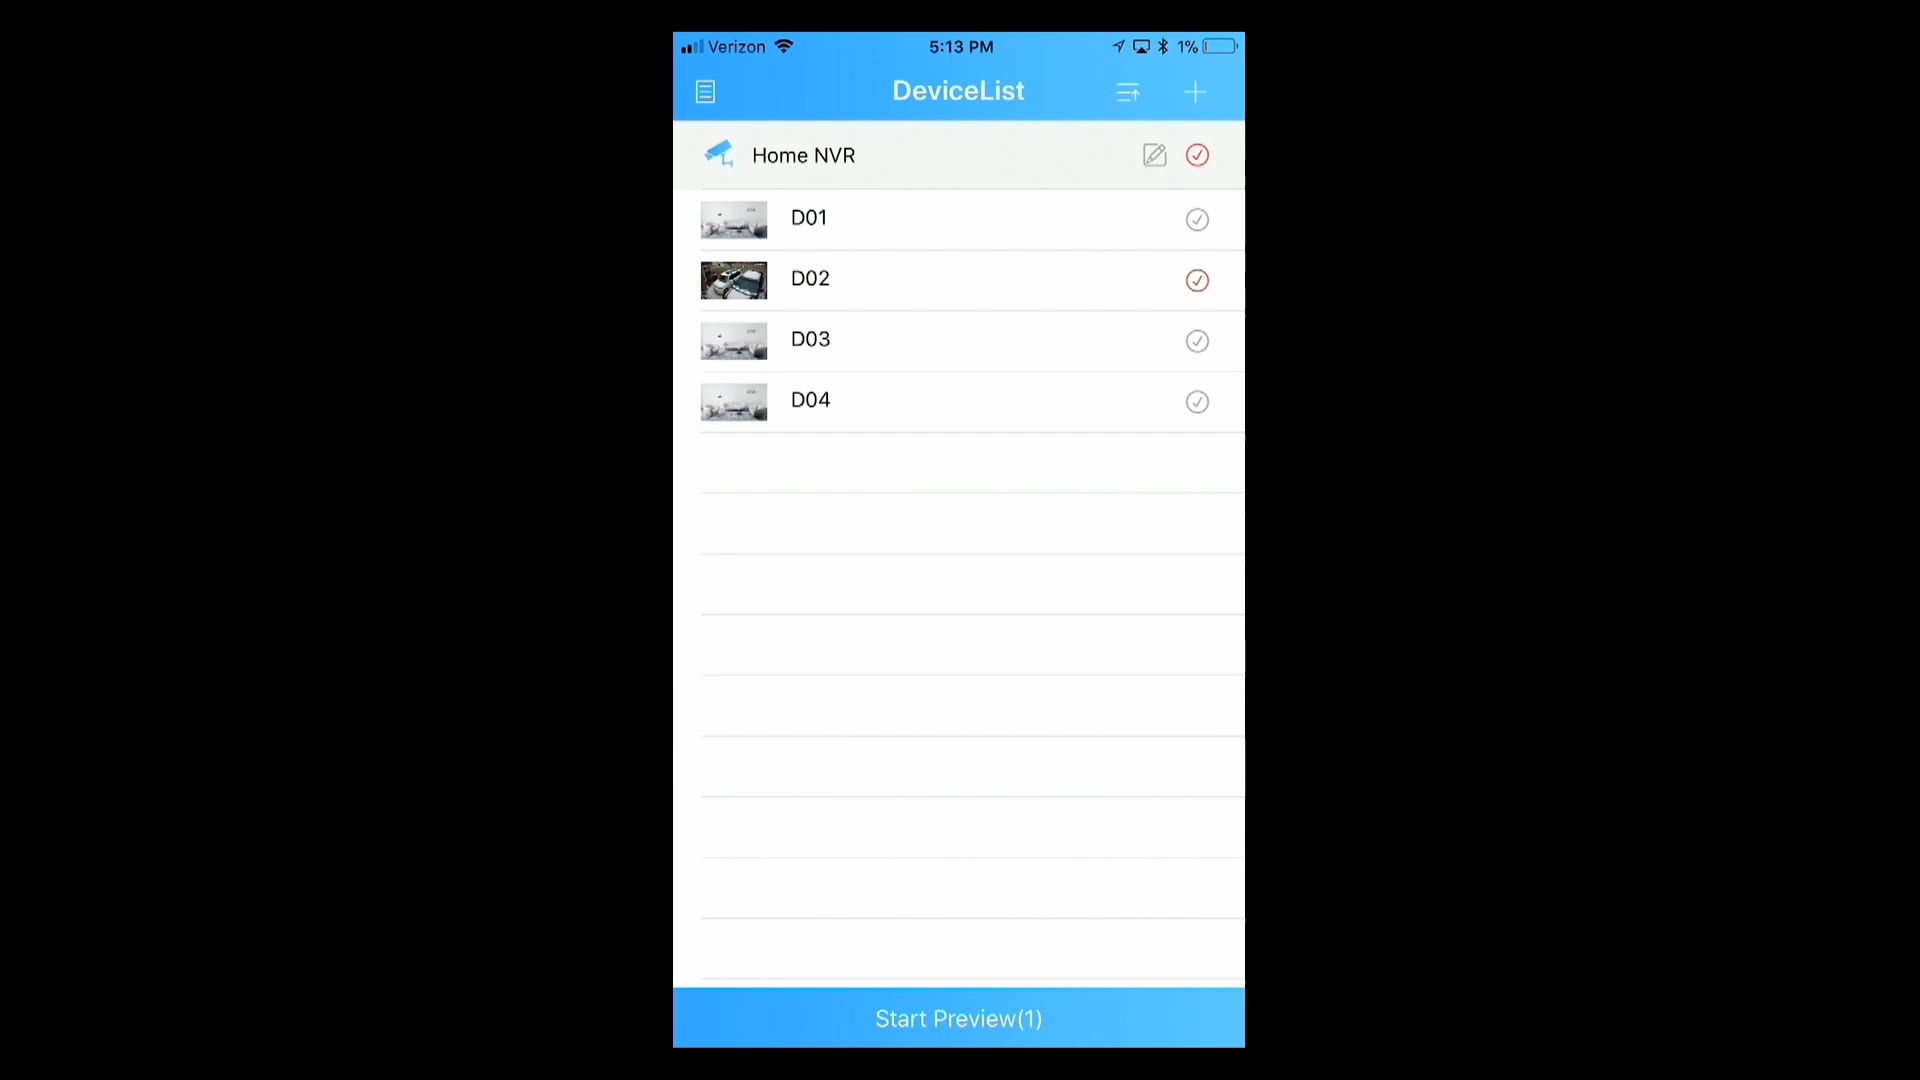 Verizon 5:13 PM 1%
DeviceList
Home NVR
D01
D02
D03
D04
Start Preview(1)